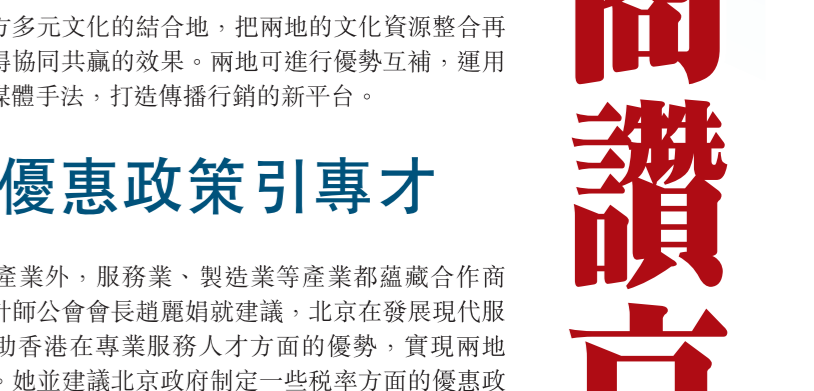 方多元文化的結合地，把兩地的文化資源整合再
得協同共贏的效果。兩地可進行優勢互補，運用
媒體手法，打造傳播行銷的新平台。
優惠政策引專才
產業外，服務業、製造業等產業都蘊藏合作商
計師公會會長趙麗娟就建議，北京在發展現代服
助香港在專業服務人才方面的優勢，實現兩地
。她並建議北京政府制定一些税率方面的優惠政
商
讚
京